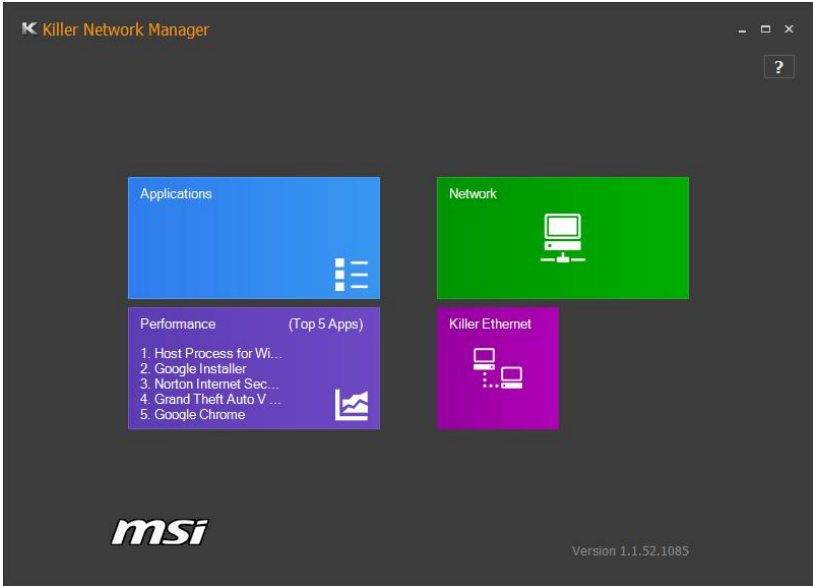 Killer Network Manager
?
Applications
Network
Performance (Top 5 Apps)
1. Host Process for Wi...
2. Google Installer
3. Norton Internet Sec...
4. Grand Theft Auto V ...
5. Google Chrome
Killer Ethernet
msi
Version 1.1.52.1085